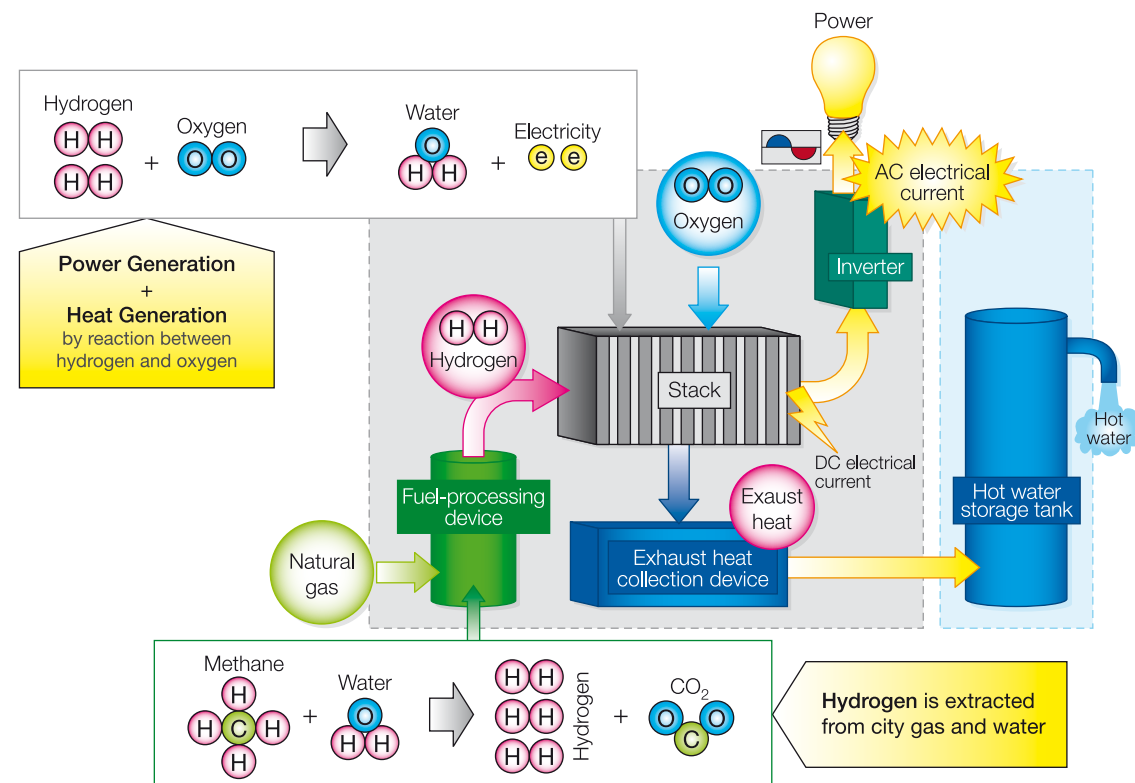 Power
Hydrogen
H H
H H
+
Oxygen
O O
Water
O
H H
+
Electricity
e e
Power Generation
+
Heat Generation
by reaction between
hydrogen and oxygen
O O
Oxygen
AC electrical
current
Inverter
H H
Hydrogen
Stack
DC electrical
current
Hot
water
Fuel-processing
device
Exaust
heat
Hot water
storage tank
Natural
gas
Exhaust heat
collection device
Methane
H
H C H
H
+
Water
O
H H
H H
H H
H H
Hydrogen
+
CO₂
O O
C
Hydrogen is extracted
from city gas and water